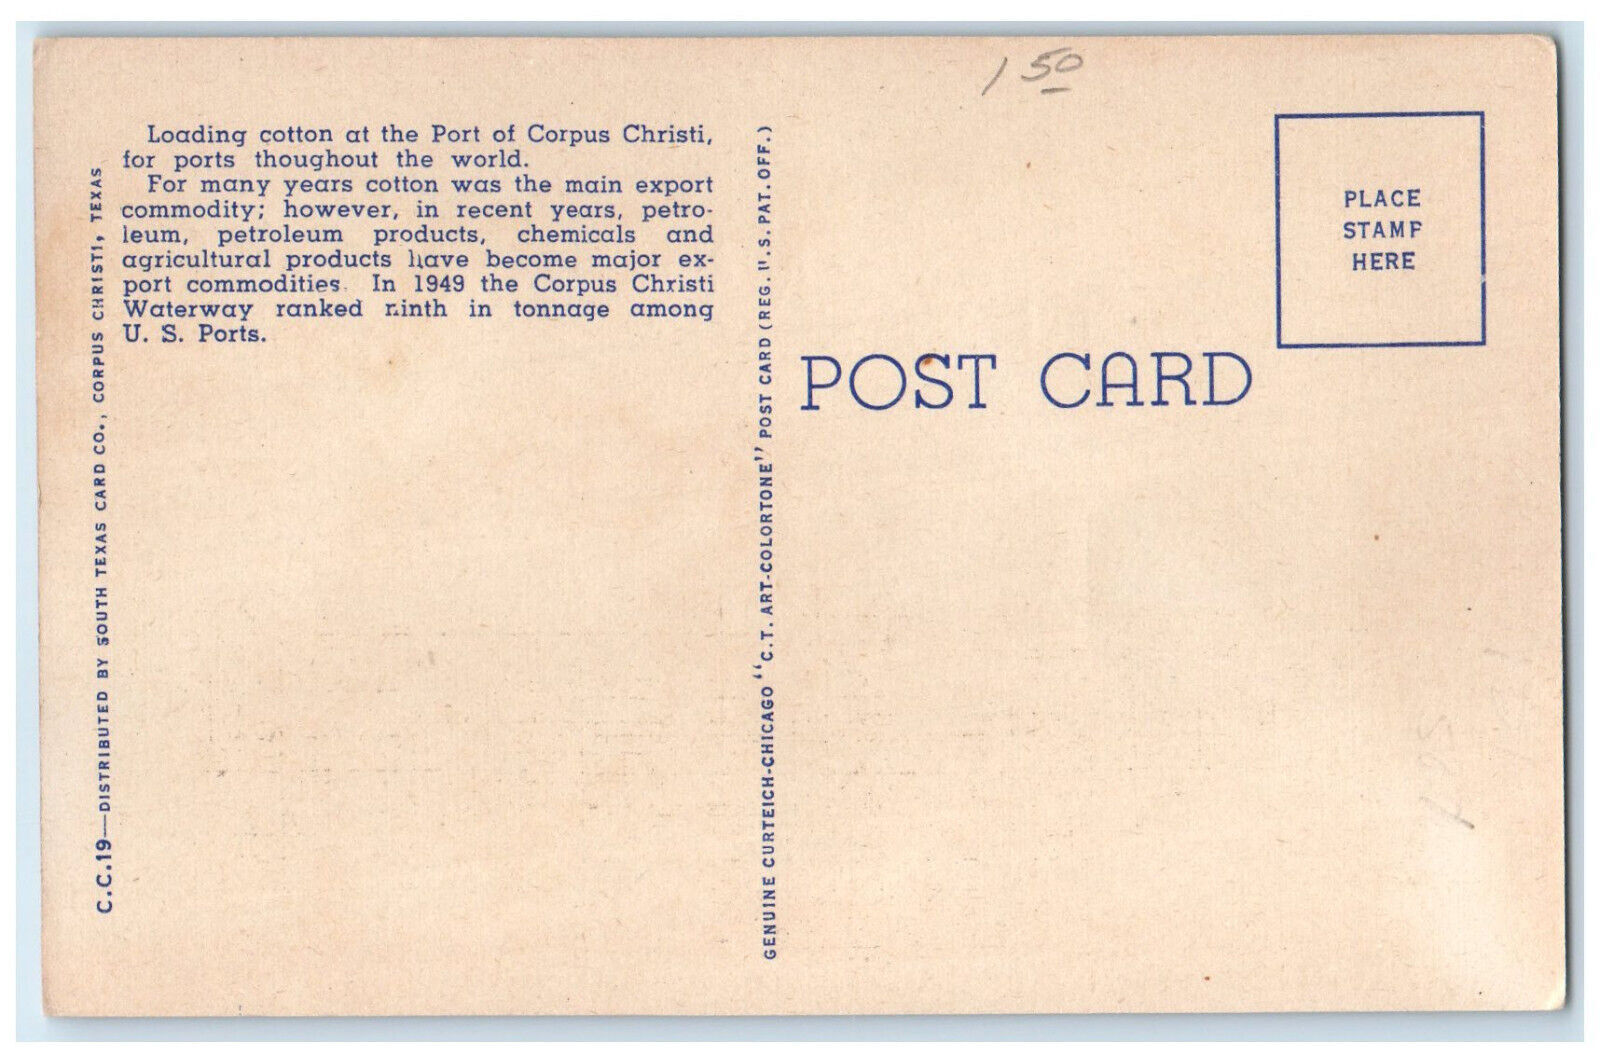 1 50
Loading cotton at the Port of Corpus Christi,
for ports thoughout the world.
For many years cotton was the main export
commodity; however, in recent years, petro-
leum, petroleum products, chemicals and
agricultural products have become major ex-
port commodities. In 1949 the Corpus Christi
Waterway ranked ninth in tonnage among
U. S. Ports.
C.C.19—DISTRIBUTED BY SOUTH TEXAS CARD CO., CORPUS CHRISTI, TEXAS
GENUINE CURTEICH-CHICAGO "C.T. ART-COLORTONE" POST CARD (REG. U.S. PAT. OFF.)
POST CARD
PLACE
STAMP
HERE